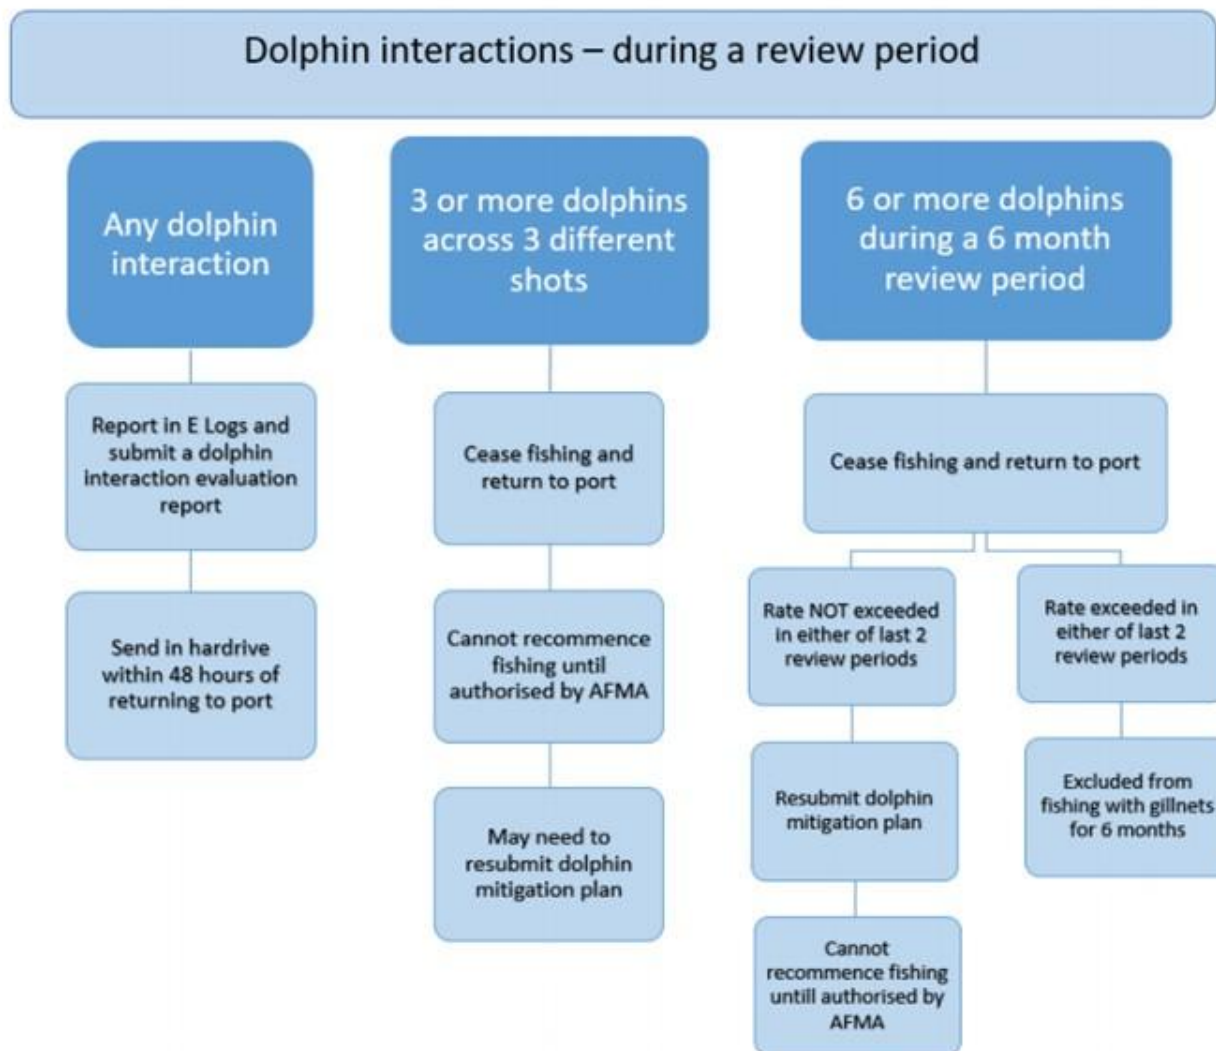 Dolphin interactions – during a review period
Any dolphin
interaction
Report in E Logs and
submit a dolphin
interaction evaluation
report
Send in hardrive
within 48 hours of
returning to port
3 or more dolphins
across 3 different
shots
Cease fishing and
return to port
Cannot recommence
fishing until
authorised by AFMA
May need to
resubmit dolphin
mitigation plan
6 or more dolphins
during a 6 month
review period
Cease fishing and return to port
Rate NOT exceeded
in either of last 2
review periods
Resubmit dolphin
mitigation plan
Cannot
recommence fishing
untill authorised by
AFMA
Rate exceeded in
either of last 2
review periods
Excluded from
fishing with gillnets
for 6 months